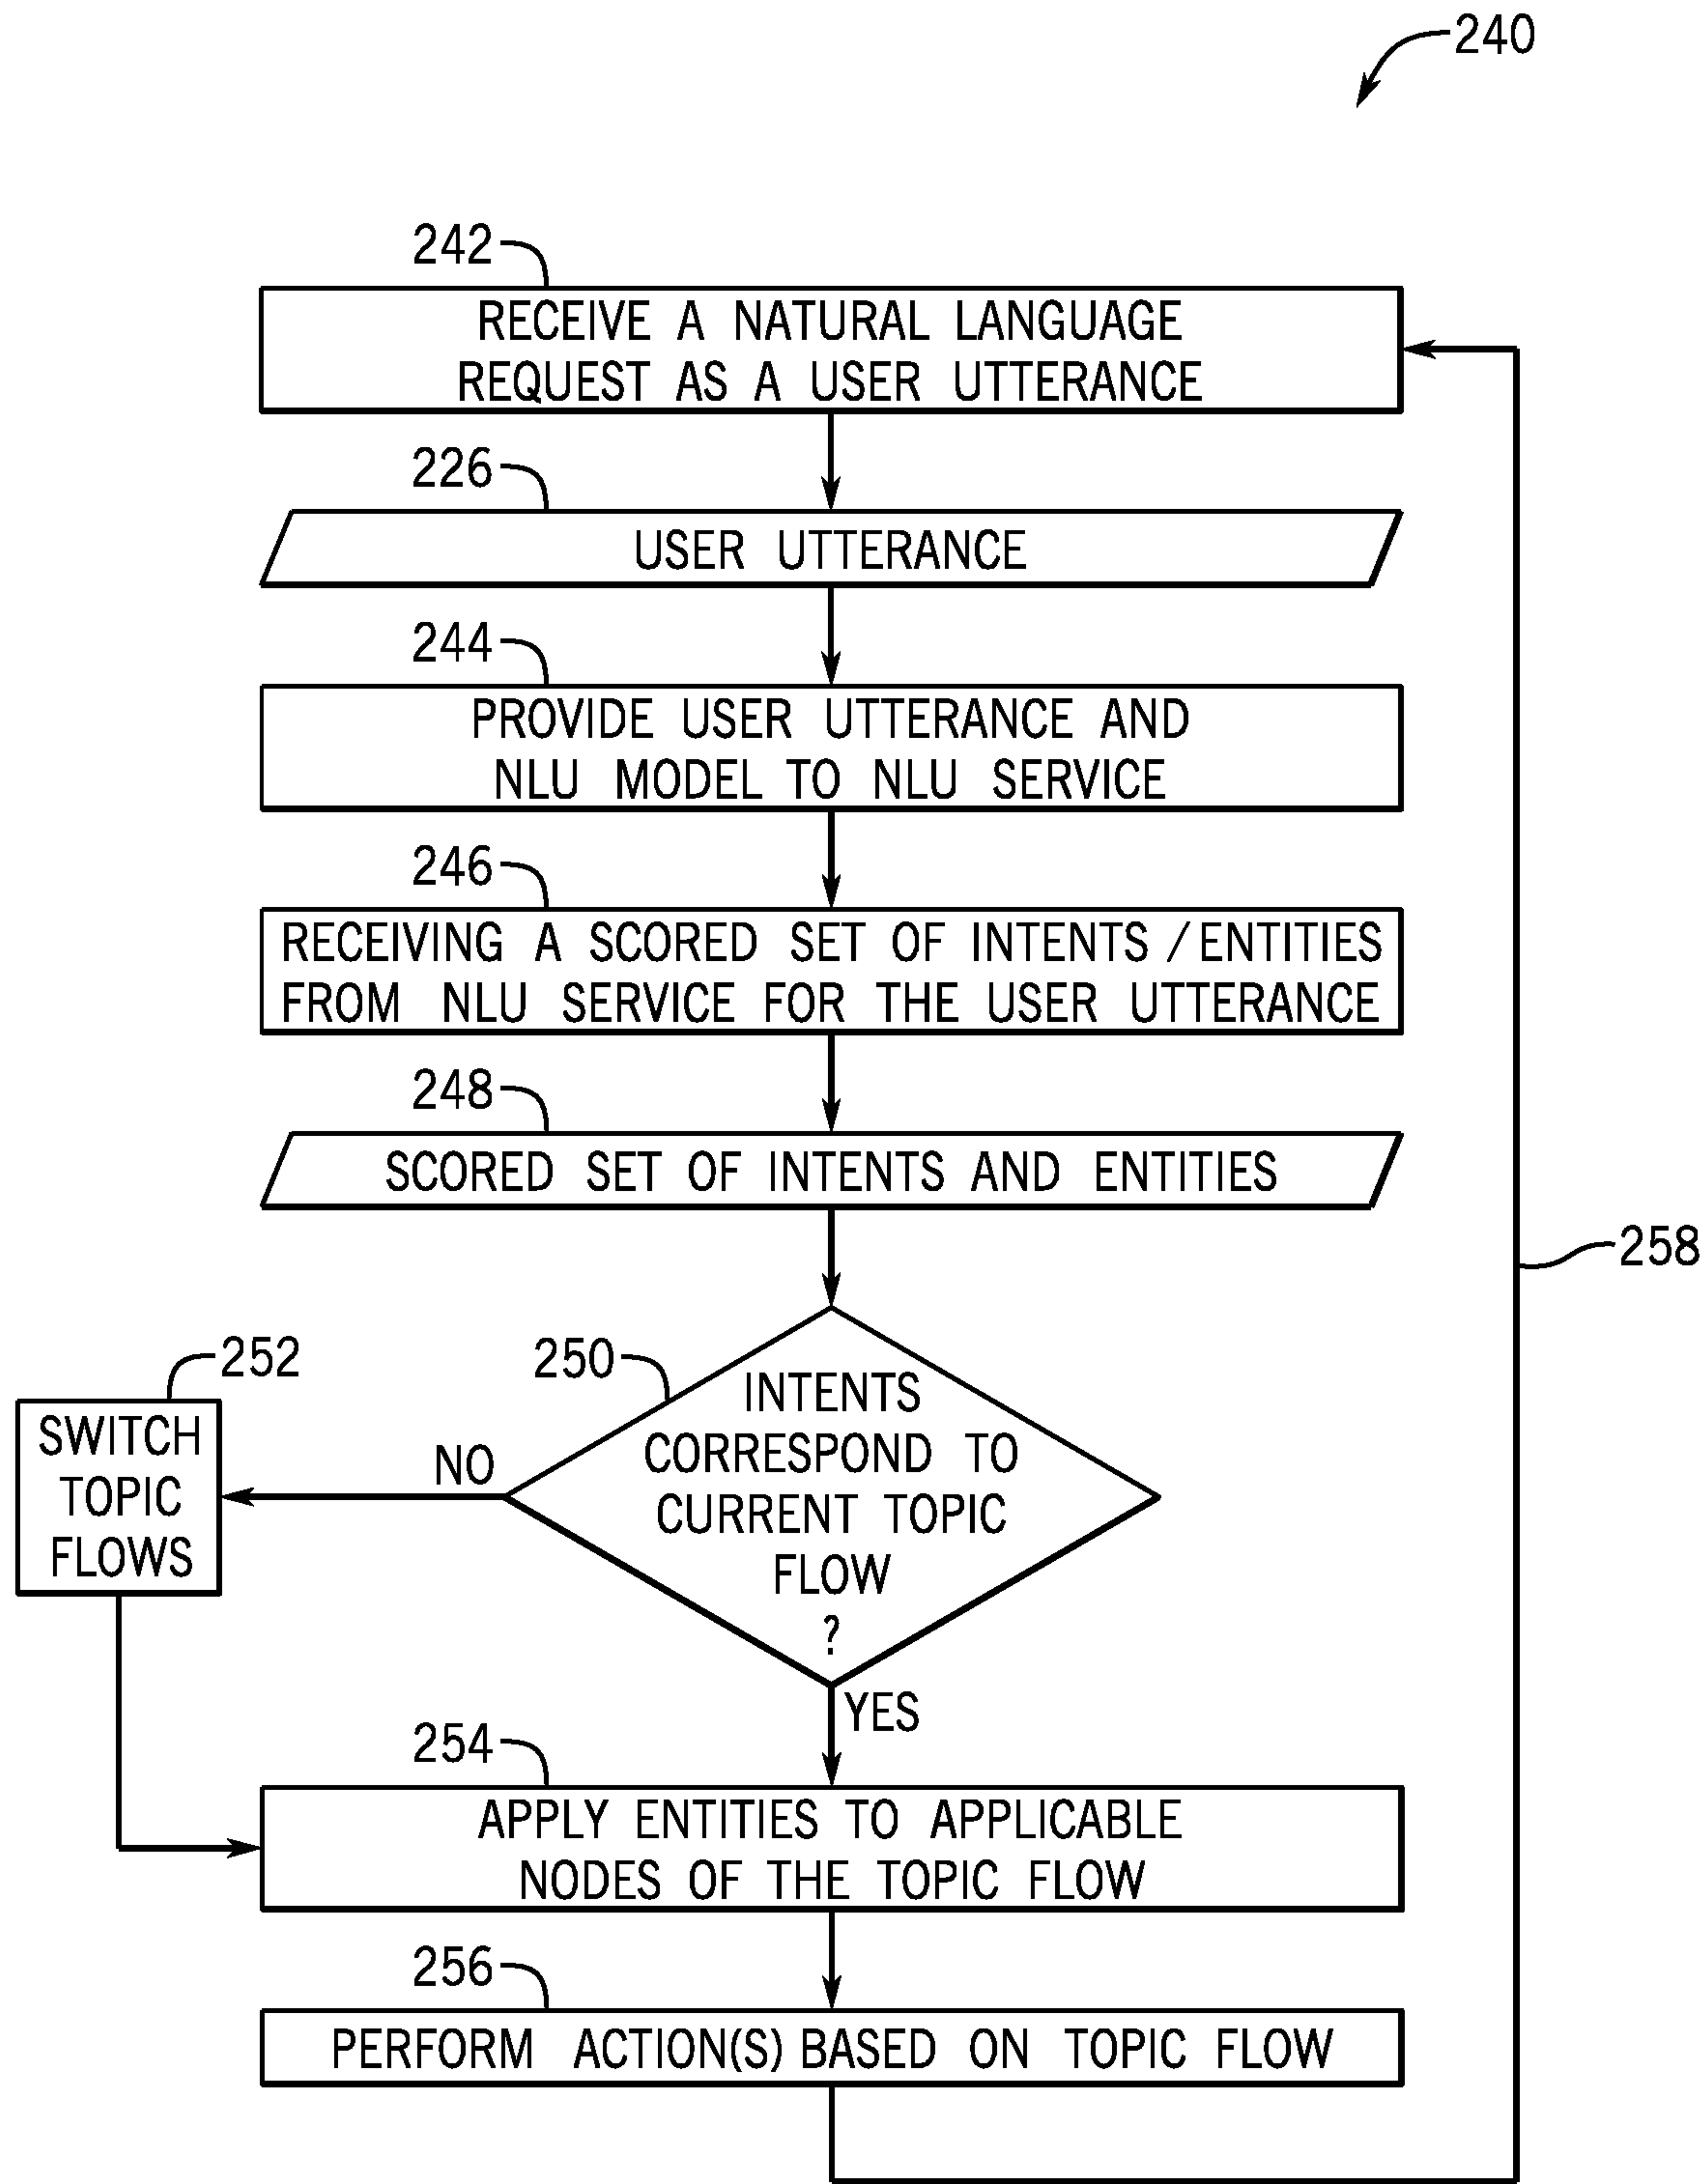 240
242
RECEIVE A NATURAL LANGUAGE
REQUEST AS A USER UTTERANCE
226
USER UTTERANCE
244
PROVIDE USER UTTERANCE AND
NLU MODEL TO NLU SERVICE
246
RECEIVING A SCORED SET OF INTENTS/ENTITIES
FROM NLU SERVICE FOR THE USER UTTERANCE
248
SCORED SET OF INTENTS AND ENTITIES
258
252
SWITCH
TOPIC
FLOWS
NO
250
INTENTS
CORRESPOND TO
CURRENT TOPIC
FLOW
?
YES
254
APPLY ENTITIES TO APPLICABLE
NODES OF THE TOPIC FLOW
256
PERFORM ACTION(S) BASED ON TOPIC FLOW